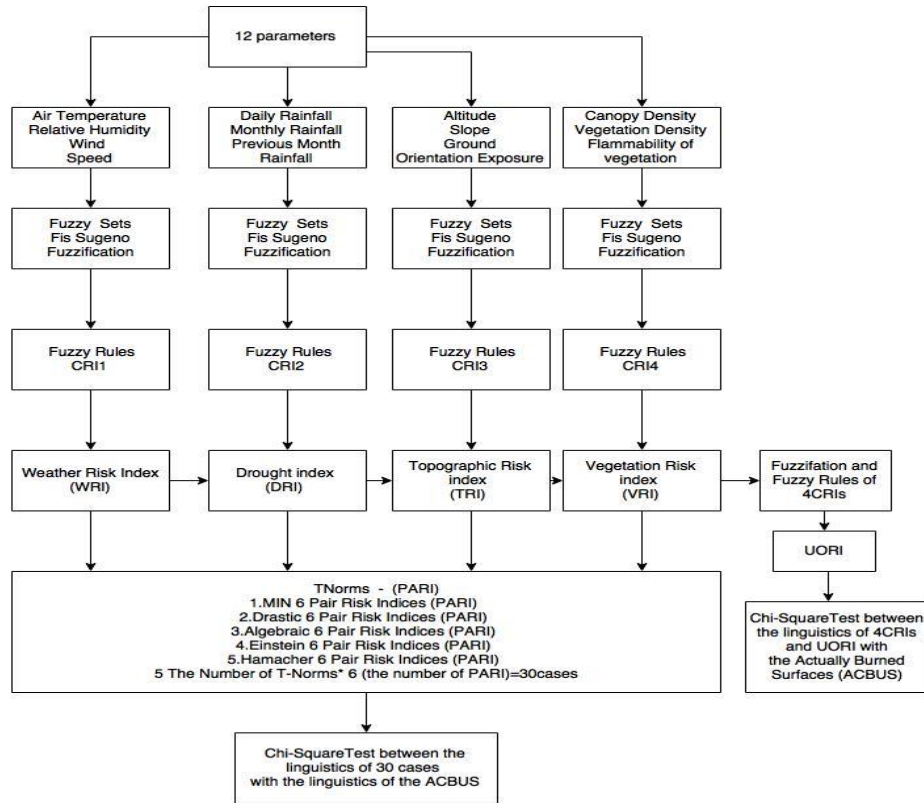 12 parameters
Air Temperature
Relative Humidity
Wind
Speed
Daily Rainfall
Monthly Rainfall
Previous Month
Rainfall
Altitude
Slope
Ground
Orientation Exposure
Canopy Density
Vegetation Density
Flammability of
vegetation
Fuzzy Sets
Fis Sugeno
Fuzzification
Fuzzy Sets
Fis Sugeno
Fuzzification
Fuzzy Sets
Fis Sugeno
Fuzzification
Fuzzy Sets
Fis Sugeno
Fuzzification
Fuzzy Rules
CRI1
Fuzzy Rules
CRI2
Fuzzy Rules
CRI3
Fuzzy Rules
CRI4
Weather Risk Index
(WRI)
Drought index
(DRI)
Topographic Risk
index
(TRI)
Vegetation Risk
index
(VRI)
Fuzzifation and
Fuzzy Rules of
4CRIs
UORI
Chi-SquareTest between
the linguistics of 4CRIs
and UORI with
the Actually Burned
Surfaces (ACBUS)
TNorms - (PARI)
1.MIN 6 Pair Risk Indices (PARI)
2.Drastic 6 Pair Risk Indices (PARI)
3.Algebraic 6 Pair Risk Indices (PARI)
4.Einstein 6 Pair Risk Indices (PARI)
5.Hamacher 6 Pair Risk Indices (PARI)
5 The Number of T-Norms* 6 (the number of PARI)=30cases
Chi-SquareTest between the
linguistics of 30 cases
with the linguistics of the ACBUS